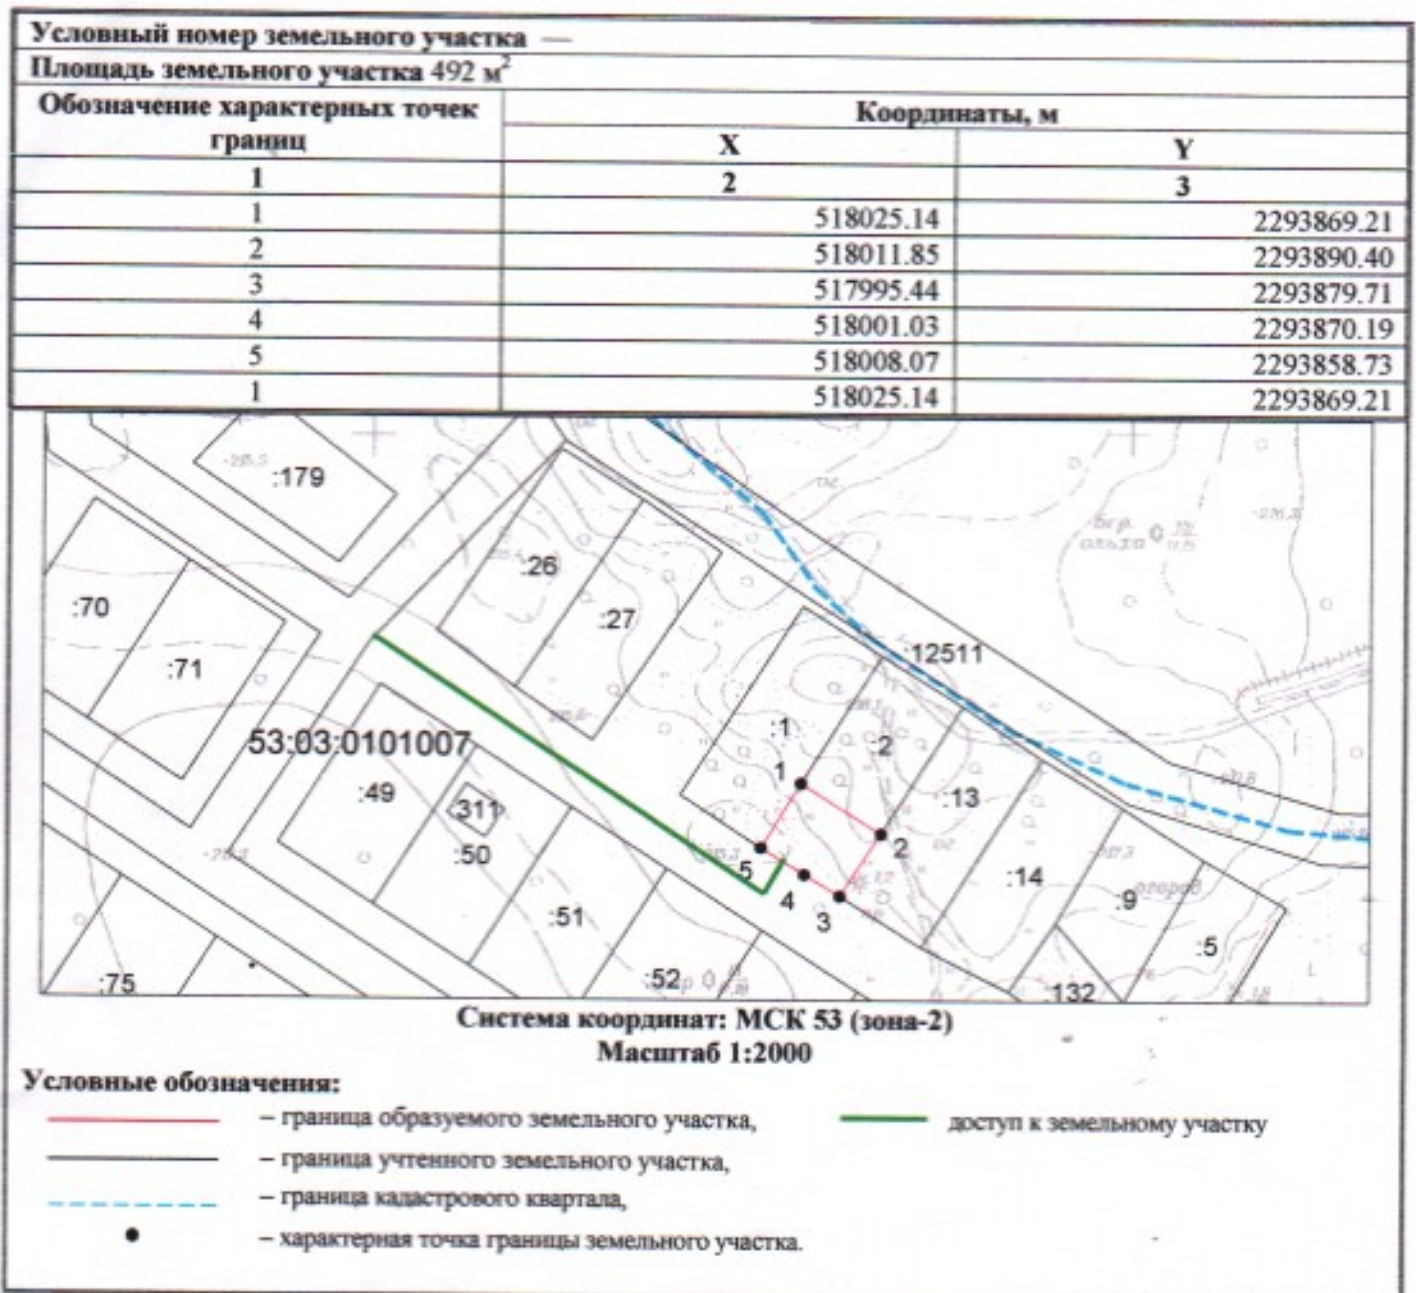 Условный номер земельного участка —
Площадь земельного участка 492 м²
Обозначение характерных точек границ
Координаты, м
X Y
1 2 3
1 518025.14 2293869.21
2 518011.85 2293890.40
3 517995.44 2293879.71
4 518001.03 2293870.19
5 518008.07 2293858.73
1 518025.14 2293869.21
:179
:26
:70
:27
:71
:12511
53:03:0101007
:1
:2
1
:49
311
:13
2
:50
5
:14
4
3
:9
огород
:51
:5
:52
:75
:132
Система координат: МСК 53 (зона-2)
Масштаб 1:2000
Условные обозначения:
– граница образуемого земельного участка,
доступ к земельному участку
– граница учтенного земельного участка,
– граница кадастрового квартала,
– характерная точка границы земельного участка.